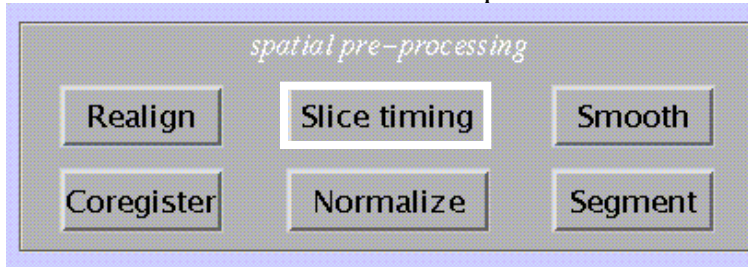 spatial pre-processing
Realign Slice timing Smooth
Coregister Normalize Segment